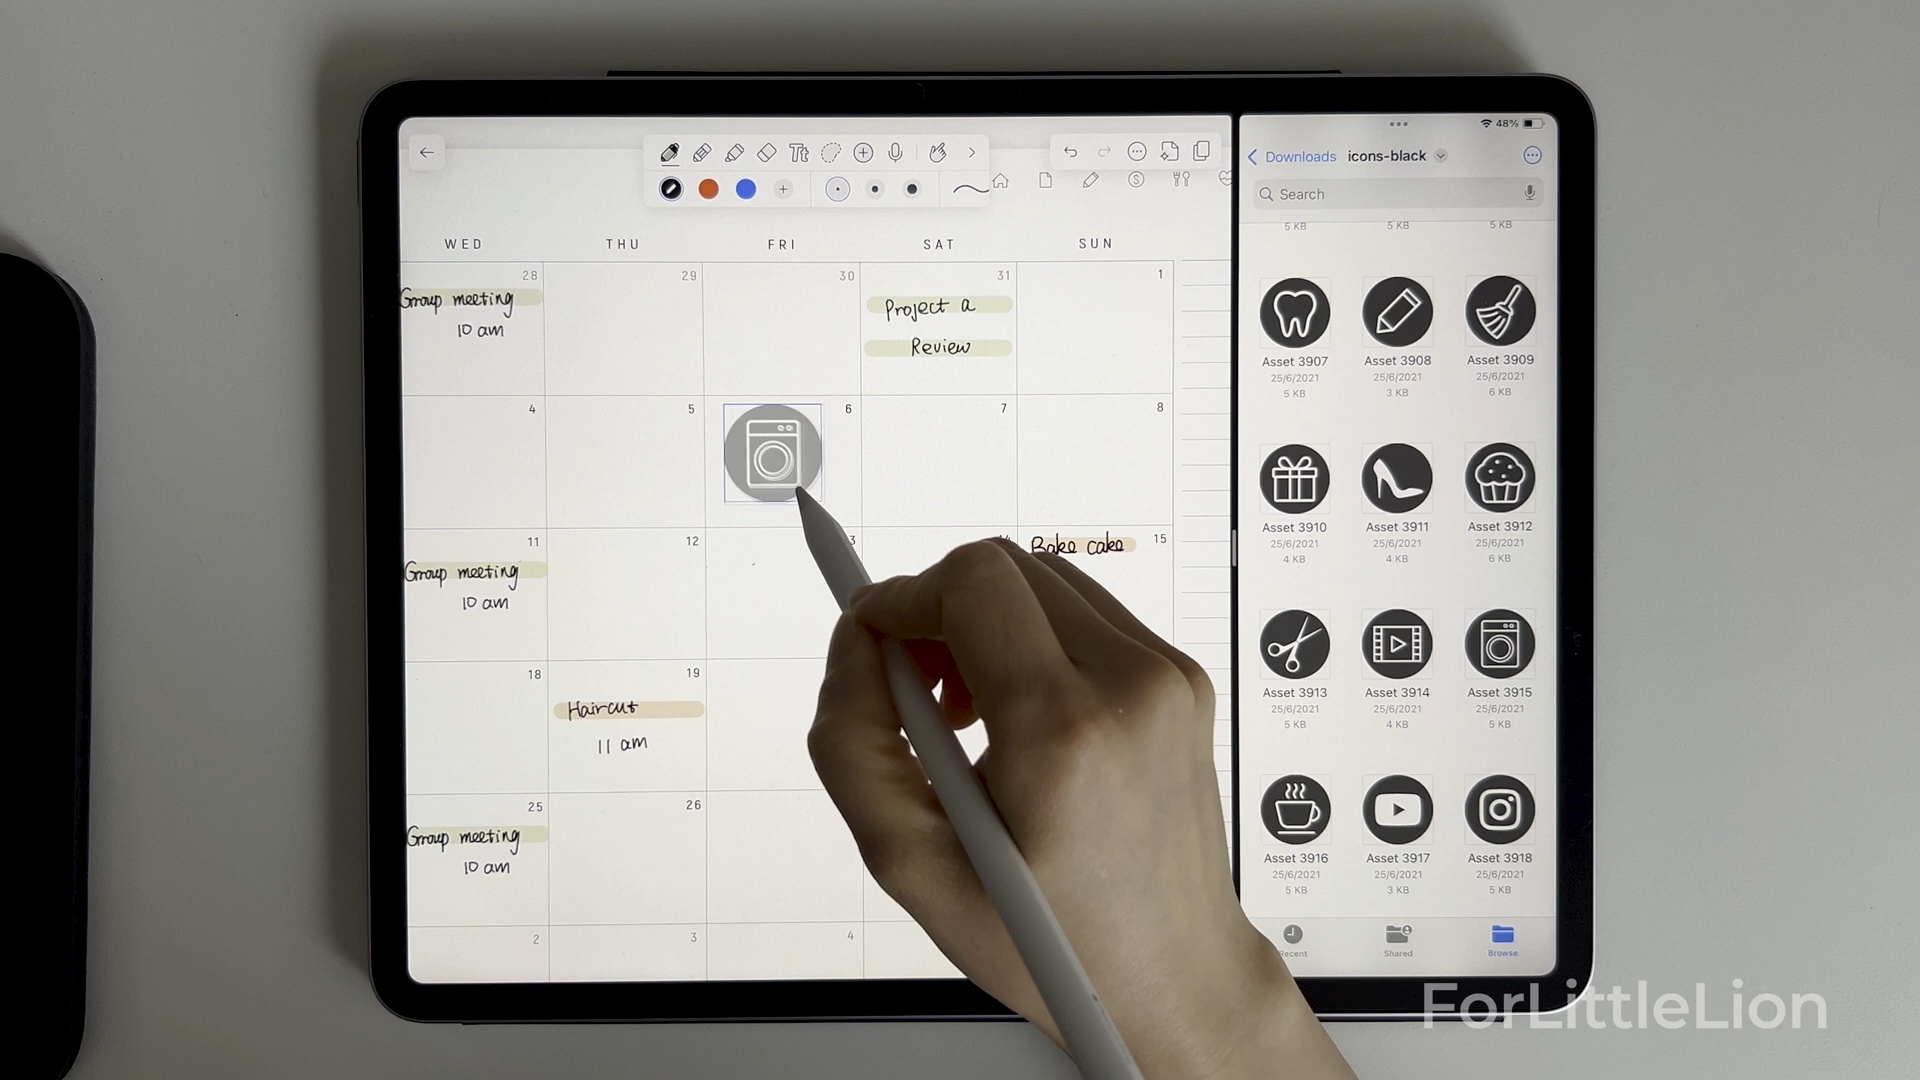 48%
Tt
Downloads icons-black
Search
WED THU FRI SAT SUN
5 KB 5 KB 5 KB
28 29 30 31 1
Group meeting
10 am
Project a
Review
Asset 3907 Asset 3908 Asset 3909
25/6/2021 25/6/2021 25/6/2021
5 KB 3 KB 6 KB
4 5 6 7 8
Asset 3910 Asset 3911 Asset 3912
25/6/2021 25/6/2021 25/6/2021
4 KB 4 KB 6 KB
11 12 3 15
Bake cake
Group meeting
10 am
18 19
Haircut
11 am
Asset 3913 Asset 3914 Asset 3915
25/6/2021 25/6/2021 25/6/2021
5 KB 4 KB 5 KB
25 26
Group meeting
10 am
Asset 3916 Asset 3917 Asset 3918
25/6/2021 25/6/2021 25/6/2021
5 KB 3 KB 5 KB
2 3 4
Recent Shared Browse
ForLittleLion